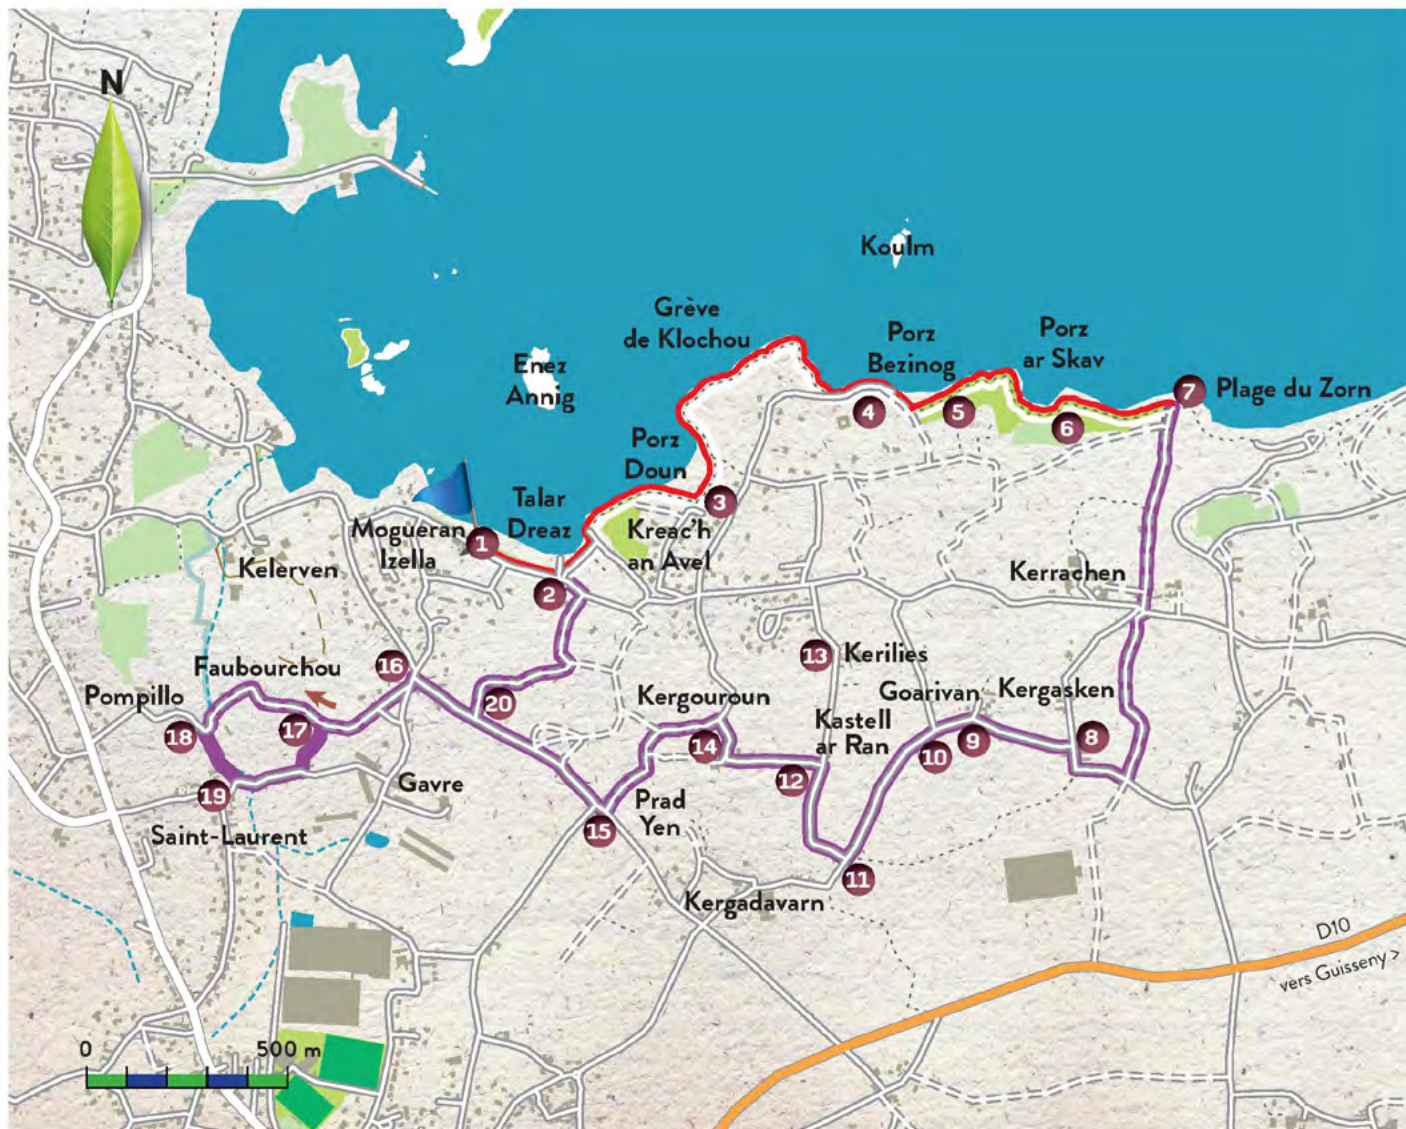 N
Koulm
Grève
de Klochou
Porz
Bezinog
Porz
ar Skav
Enez
Annig
7
Plage du Zorn
4
5
6
Porz
Doun
Talar
Dreaz
3
Mogueran
Izella
1
Kreac'h
an Avel
Kelerven
2
Kerrachen
Faubourchou
16
13
Kerilies
Pompillo
20
Kergouroun
Goarivan
Kergasken
18
17
14
Kastell
ar Ran
10
9
8
19
Gavre
12
Prad
Yen
Saint-Laurent
15
11
Kergadavarn
D10
vers Guisseny >
0
500 m